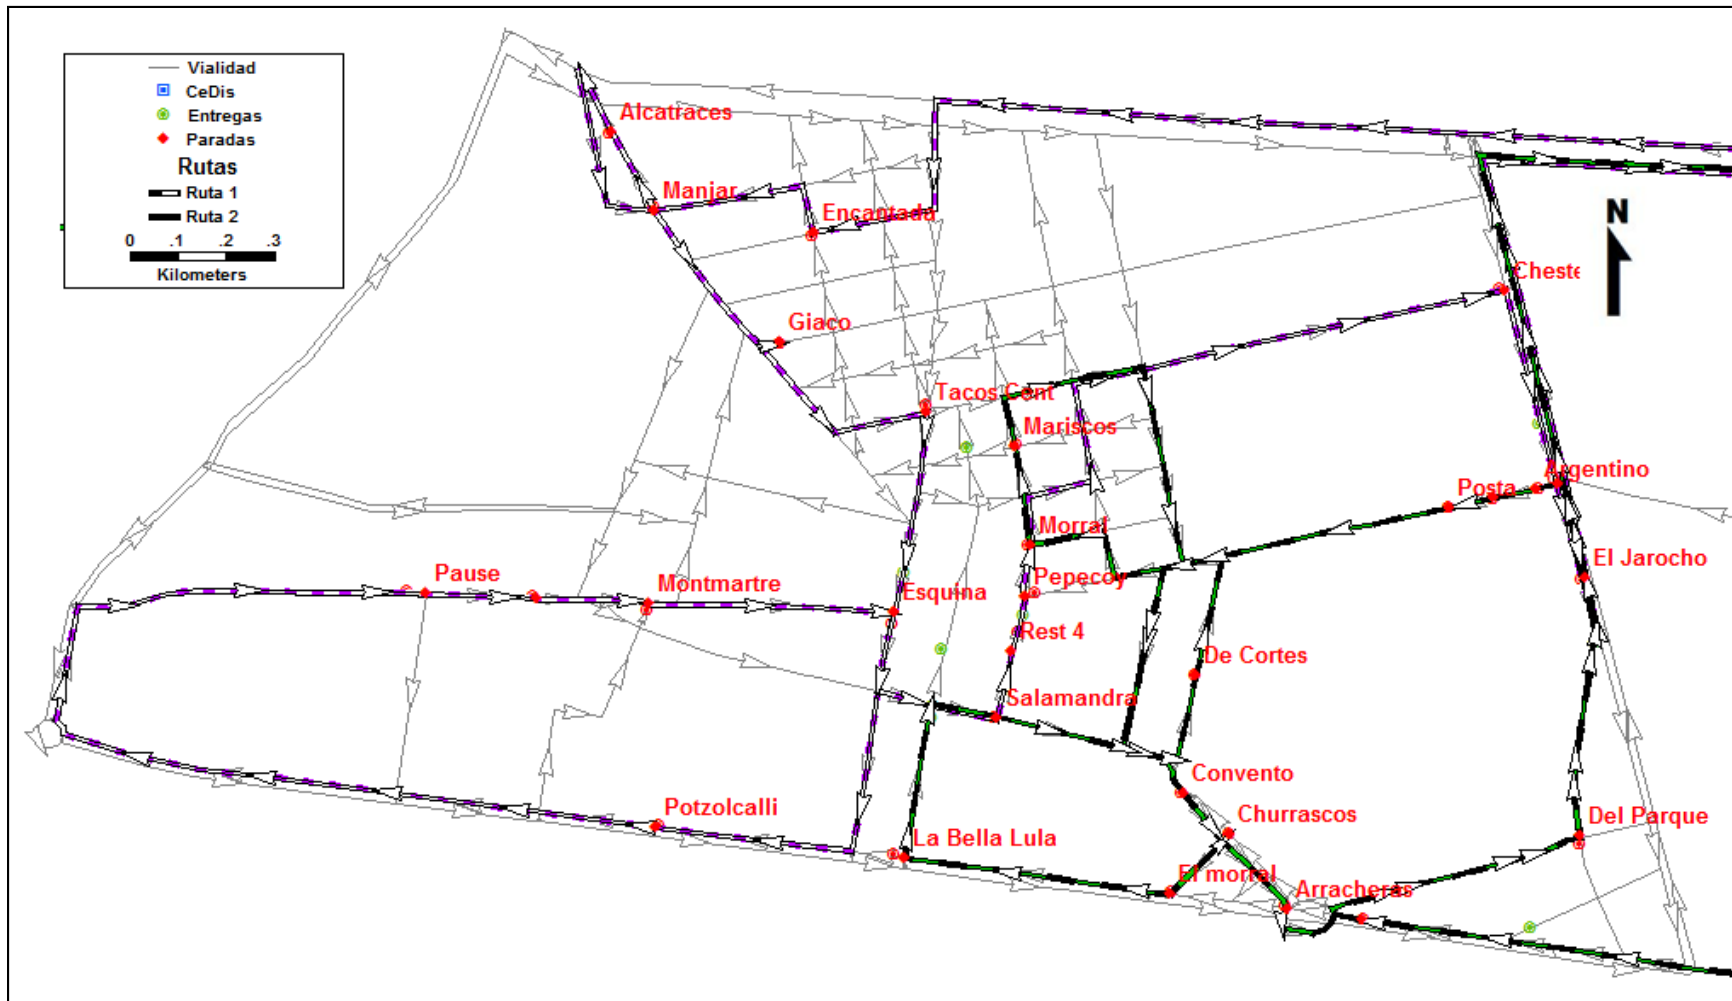 Vialidad
CeDis
Entregas
Paradas
Rutas
Ruta 1
Ruta 2
0 .1 .2 .3
Kilometers
N
Alcatraces
Manjar
Encantada
Cheste
Giaco
Tacos Cent
Mariscos
Argentino
Posta
Morral
El Jarocho
Pause
Montmartre
Esquina
Pepecoy
Rest 4
De Cortes
Salamandra
Convento
Potzolcalli
Churrascos
Del Parque
La Bella Lula
El morral
Arracheras